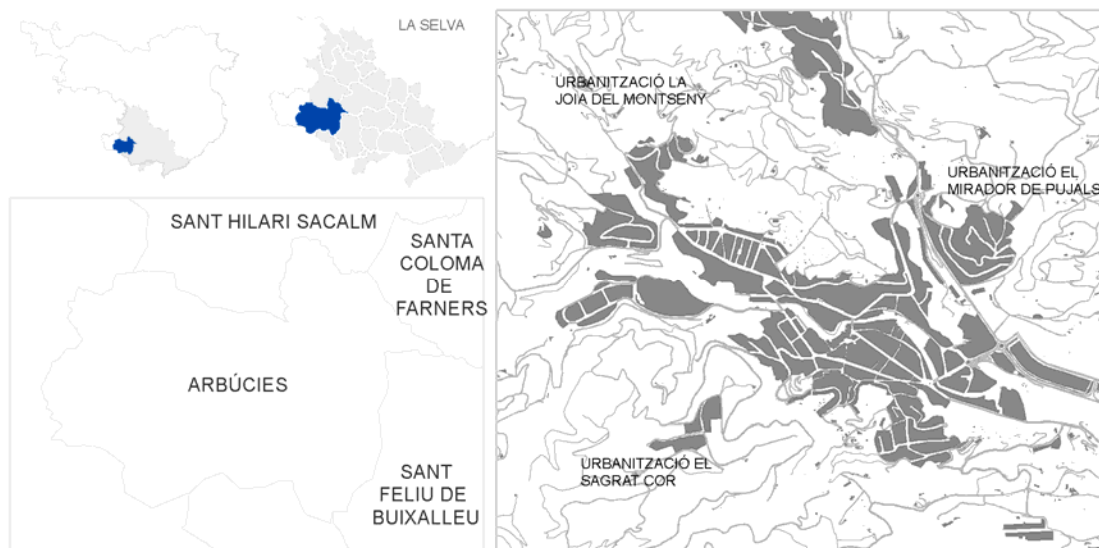 LA SELVA
URBANITZACIÓ LA
JOIA DEL MONTSENY
URBANITZACIÓ EL
MIRADOR DE PUJALS
SANT HILARI SACALM
SANTA
COLOMA
DE
FARNERS
ARBÚCIES
SANT
FELIU DE
BUIXALLEU
URBANITZACIÓ EL
SAGRAT COR